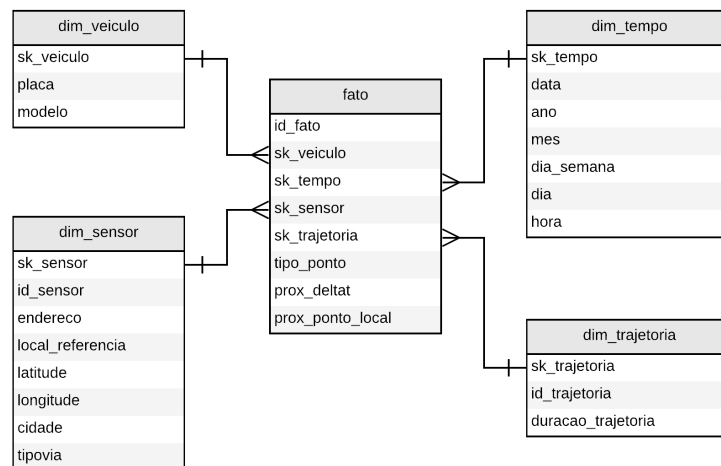 dim_veiculo
sk_veiculo
placa
modelo
dim_sensor
sk_sensor
id_sensor
endereco
local_referencia
latitude
longitude
cidade
tipovia
fato
id_fato
sk_veiculo
sk_tempo
sk_sensor
sk_trajetoria
tipo_ponto
prox_deltat
prox_ponto_local
dim_tempo
sk_tempo
data
ano
mes
dia_semana
dia
hora
dim_trajetoria
sk_trajetoria
id_trajetoria
duracao_trajetoria